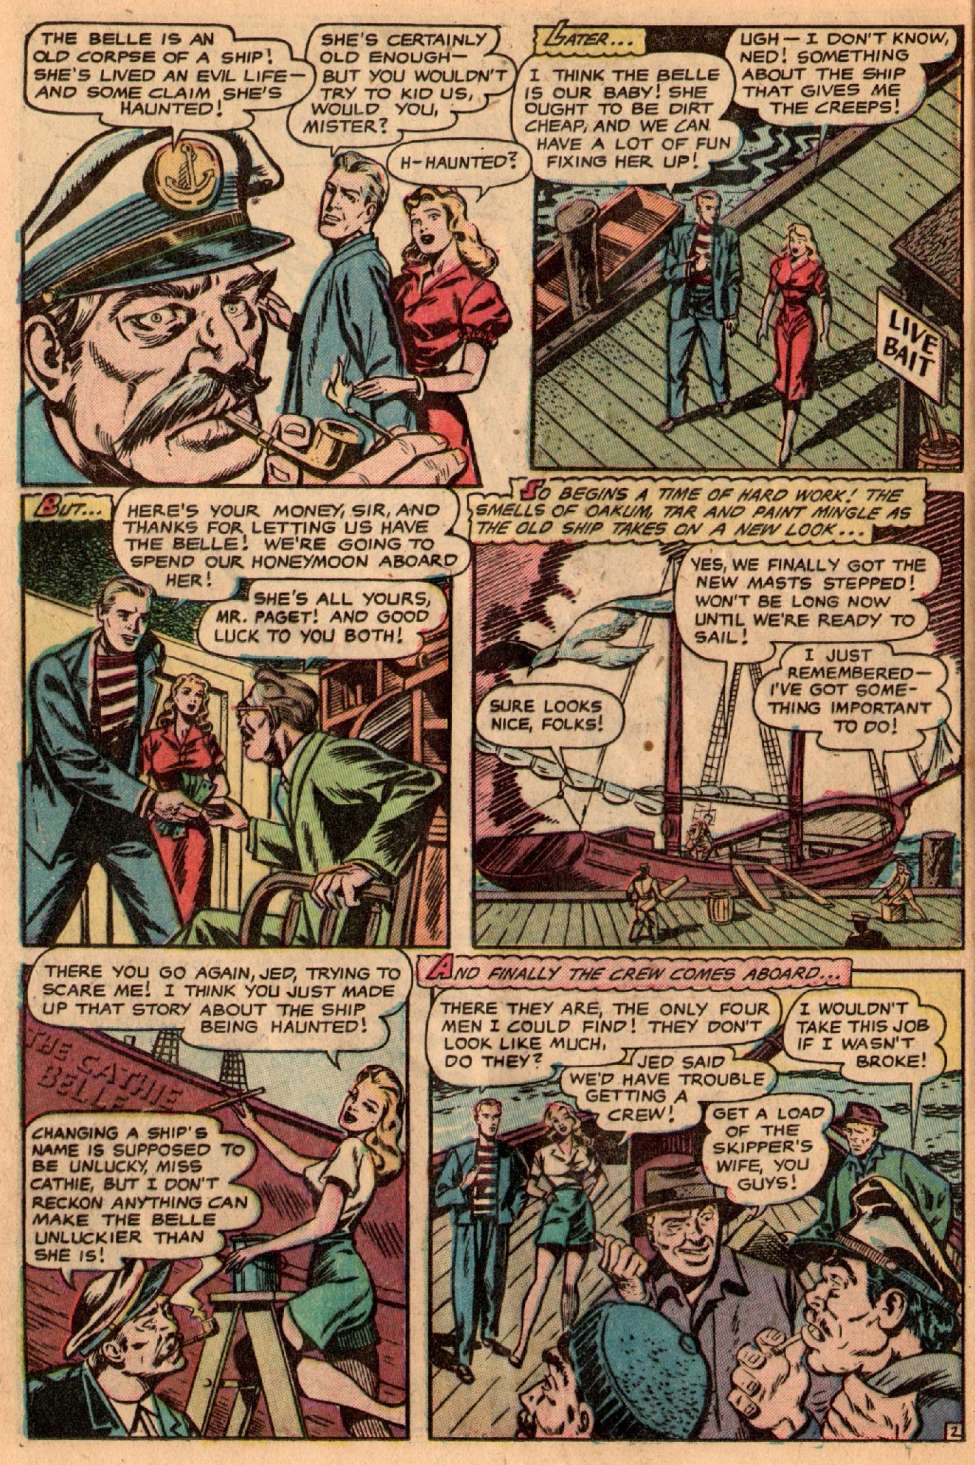 THE BELLE IS AN
OLD CORPSE OF A SHIP!
SHE'S LIVED AN EVIL LIFE—
AND SOME CLAIM SHE'S
HAUNTED!
SHE'S CERTAINLY
OLD ENOUGH—
BUT YOU WOULDN'T
TRY TO KID US,
WOULD YOU,
MISTER?
H-HAUNTED?
LATER...
I THINK THE BELLE
IS OUR BABY! SHE
OUGHT TO BE DIRT
CHEAP, AND WE CAN
HAVE A LOT OF FUN
FIXING HER UP!
UGH— I DON'T KNOW,
NED! SOMETHING
ABOUT THE SHIP
THAT GIVES ME
THE CREEPS!
LIVE
BAIT
BUT...
HERE'S YOUR MONEY, SIR, AND
THANKS FOR LETTING US HAVE
THE BELLE! WE'RE GOING TO
SPEND OUR HONEYMOON ABOARD
HER!
SHE'S ALL YOURS,
MR. PAGET! AND GOOD
LUCK TO YOU BOTH!
SO BEGINS A TIME OF HARD WORK! THE
SMELLS OF OAKUM, TAR AND PAINT MINGLE AS
THE OLD SHIP TAKES ON A NEW LOOK...
YES, WE FINALLY GOT THE
NEW MASTS STEPPED!
WON'T BE LONG NOW
UNTIL WE'RE READY TO
SAIL!
SURE LOOKS
NICE, FOLKS!
I JUST
REMEMBERED—
I'VE GOT SOME-
THING IMPORTANT
TO DO!
THERE YOU GO AGAIN, JED, TRYING TO
SCARE ME! I THINK YOU JUST MADE
UP THAT STORY ABOUT THE SHIP
BEING HAUNTED!
THE CATHIE
BELLE
CHANGING A SHIP'S
NAME IS SUPPOSED TO
BE UNLUCKY, MISS
CATHIE, BUT I DON'T
RECKON ANYTHING CAN
MAKE THE BELLE
UNLUCKIER THAN
SHE IS!
AND FINALLY THE CREW COMES ABOARD...
THERE THEY ARE, THE ONLY FOUR
MEN I COULD FIND! THEY DON'T
LOOK LIKE MUCH,
DO THEY?
JED SAID
WE'D HAVE TROUBLE
GETTING A
CREW!
I WOULDN'T
TAKE THIS JOB
IF I WASN'T
BROKE!
GET A LOAD
OF THE
SKIPPER'S
WIFE, YOU
GUYS!
2